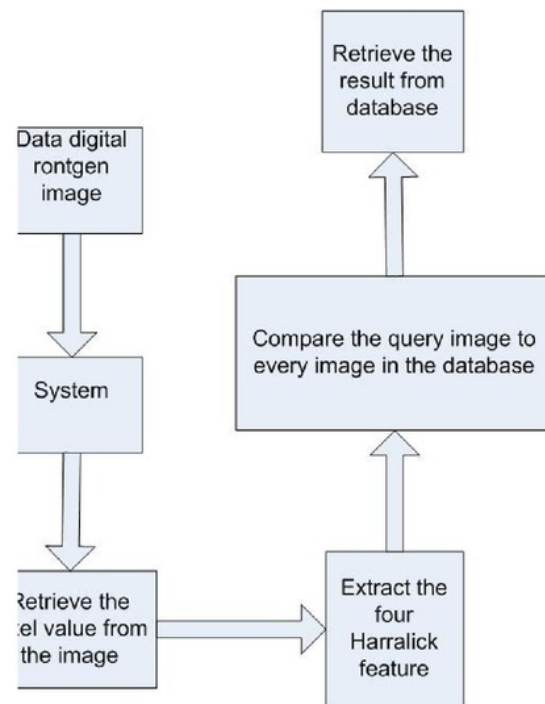 Data digital
rontgen
image
System
Retrieve the
value from
the image
Extract the
four
Harralick
feature
Compare the query image to
every image in the database
Retrieve the
result from
database